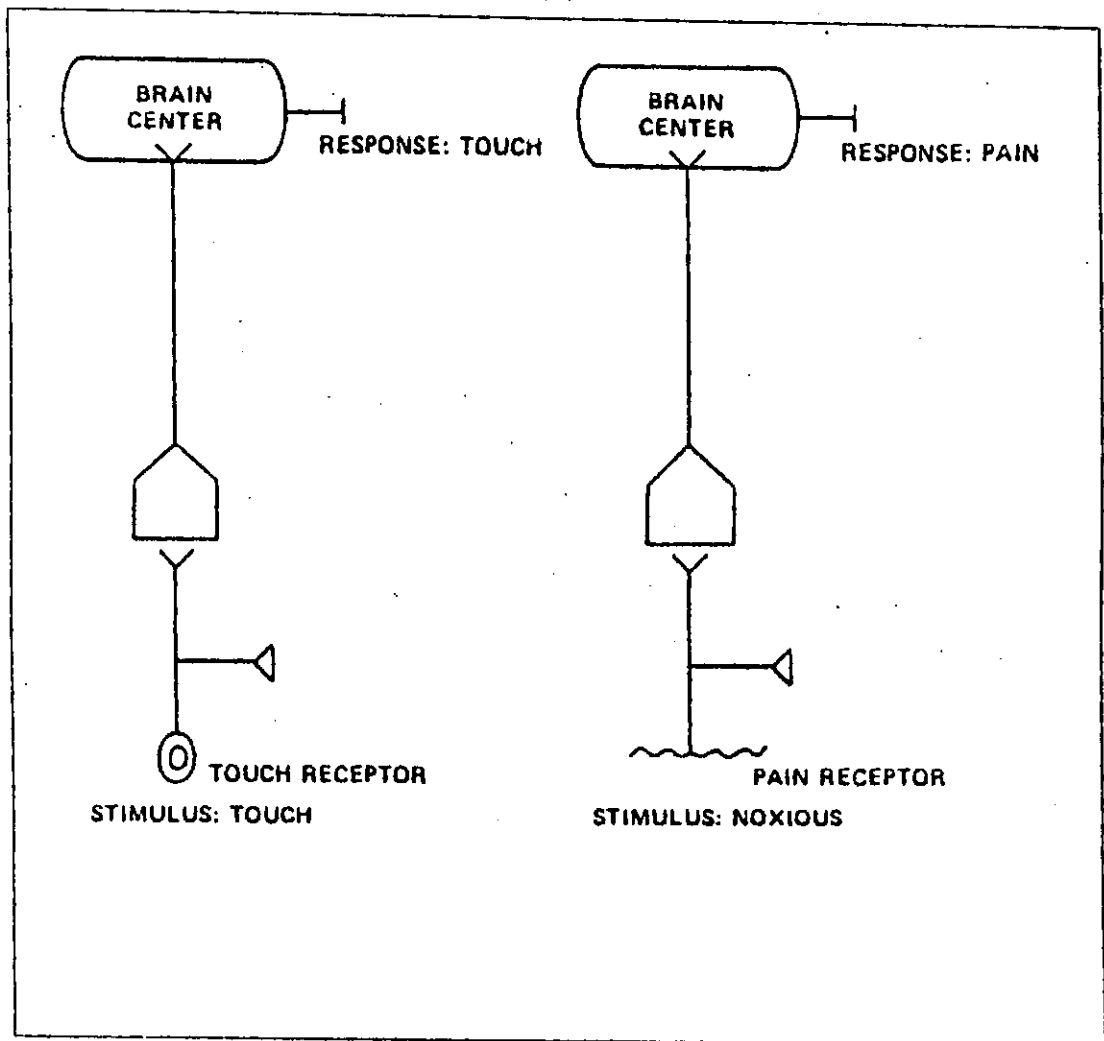 BRAIN
CENTER
RESPONSE: TOUCH
TOUCH RECEPTOR
STIMULUS: TOUCH
BRAIN
CENTER
RESPONSE: PAIN
PAIN RECEPTOR
STIMULUS: NOXIOUS